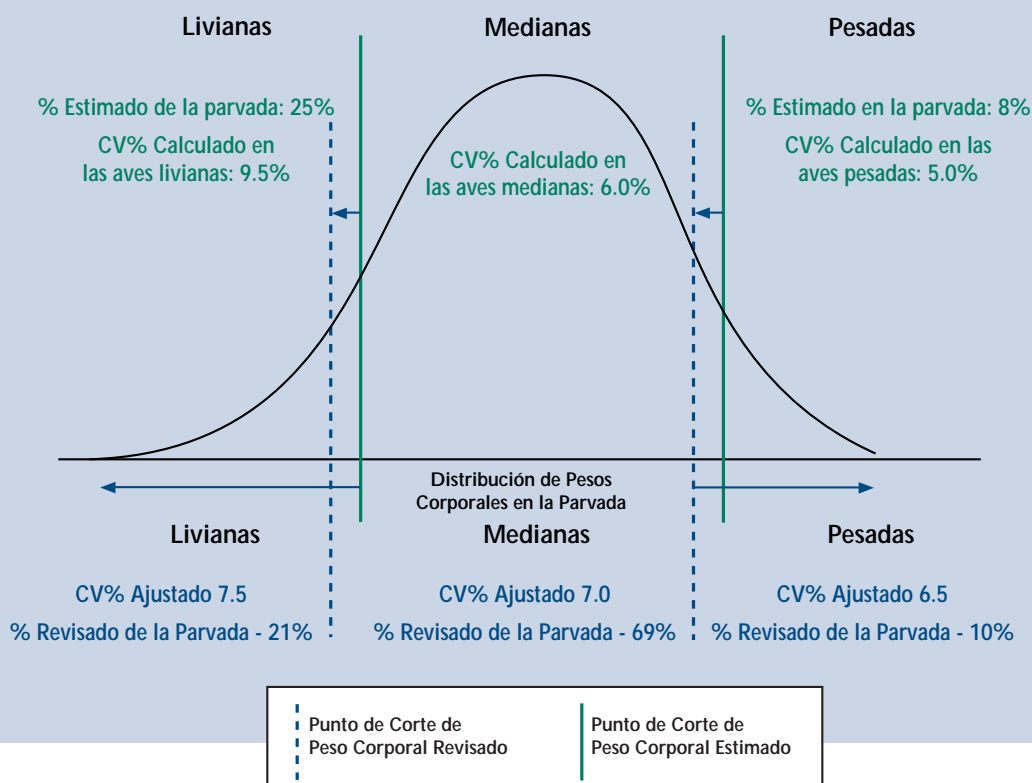 Livianas
Medianas
Pesadas
% Estimado de la parvada: 25%
CV% Calculado en
las aves livianas: 9.5%
CV% Calculado en
las aves medianas: 6.0%
% Estimado en la parvada: 8%
CV% Calculado en las
aves pesadas: 5.0%
Distribución de Pesos
Corporales en la Parvada
Livianas
Medianas
Pesadas
CV% Ajustado 7.5
CV% Ajustado 7.0
CV% Ajustado 6.5
% Revisado de la Parvada - 21%
% Revisado de la Parvada - 69%
% Revisado de la Parvada - 10%
Punto de Corte de
Peso Corporal Revisado
Punto de Corte de
Peso Corporal Estimado